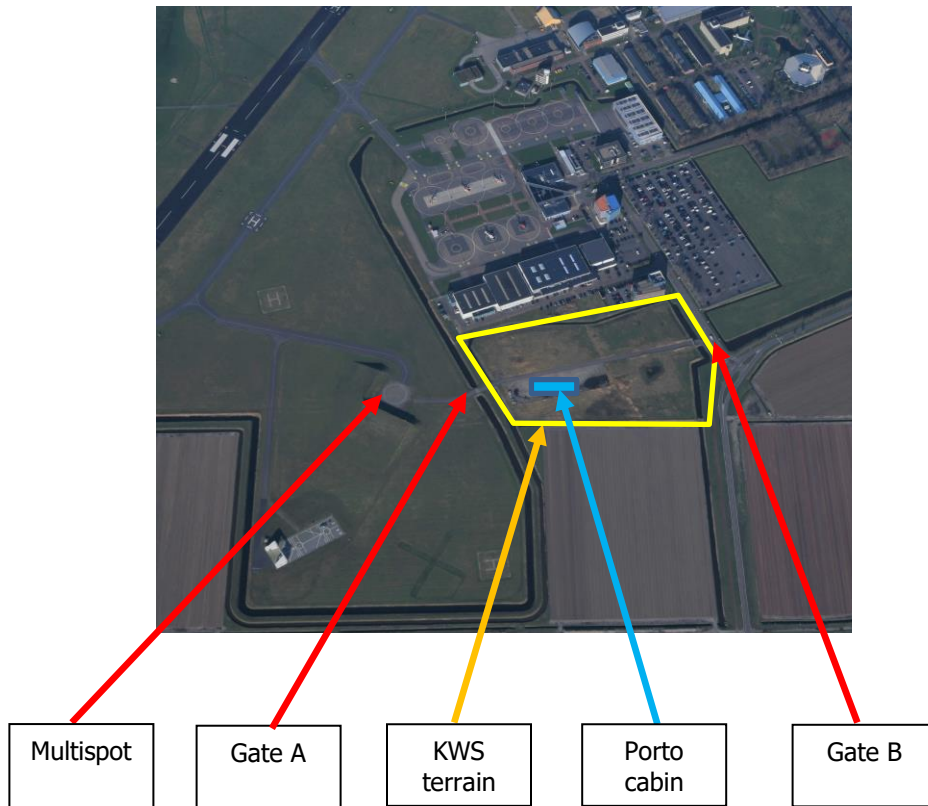 H
Multispot
Gate A
KWS
terrain
Porto
cabin
Gate B